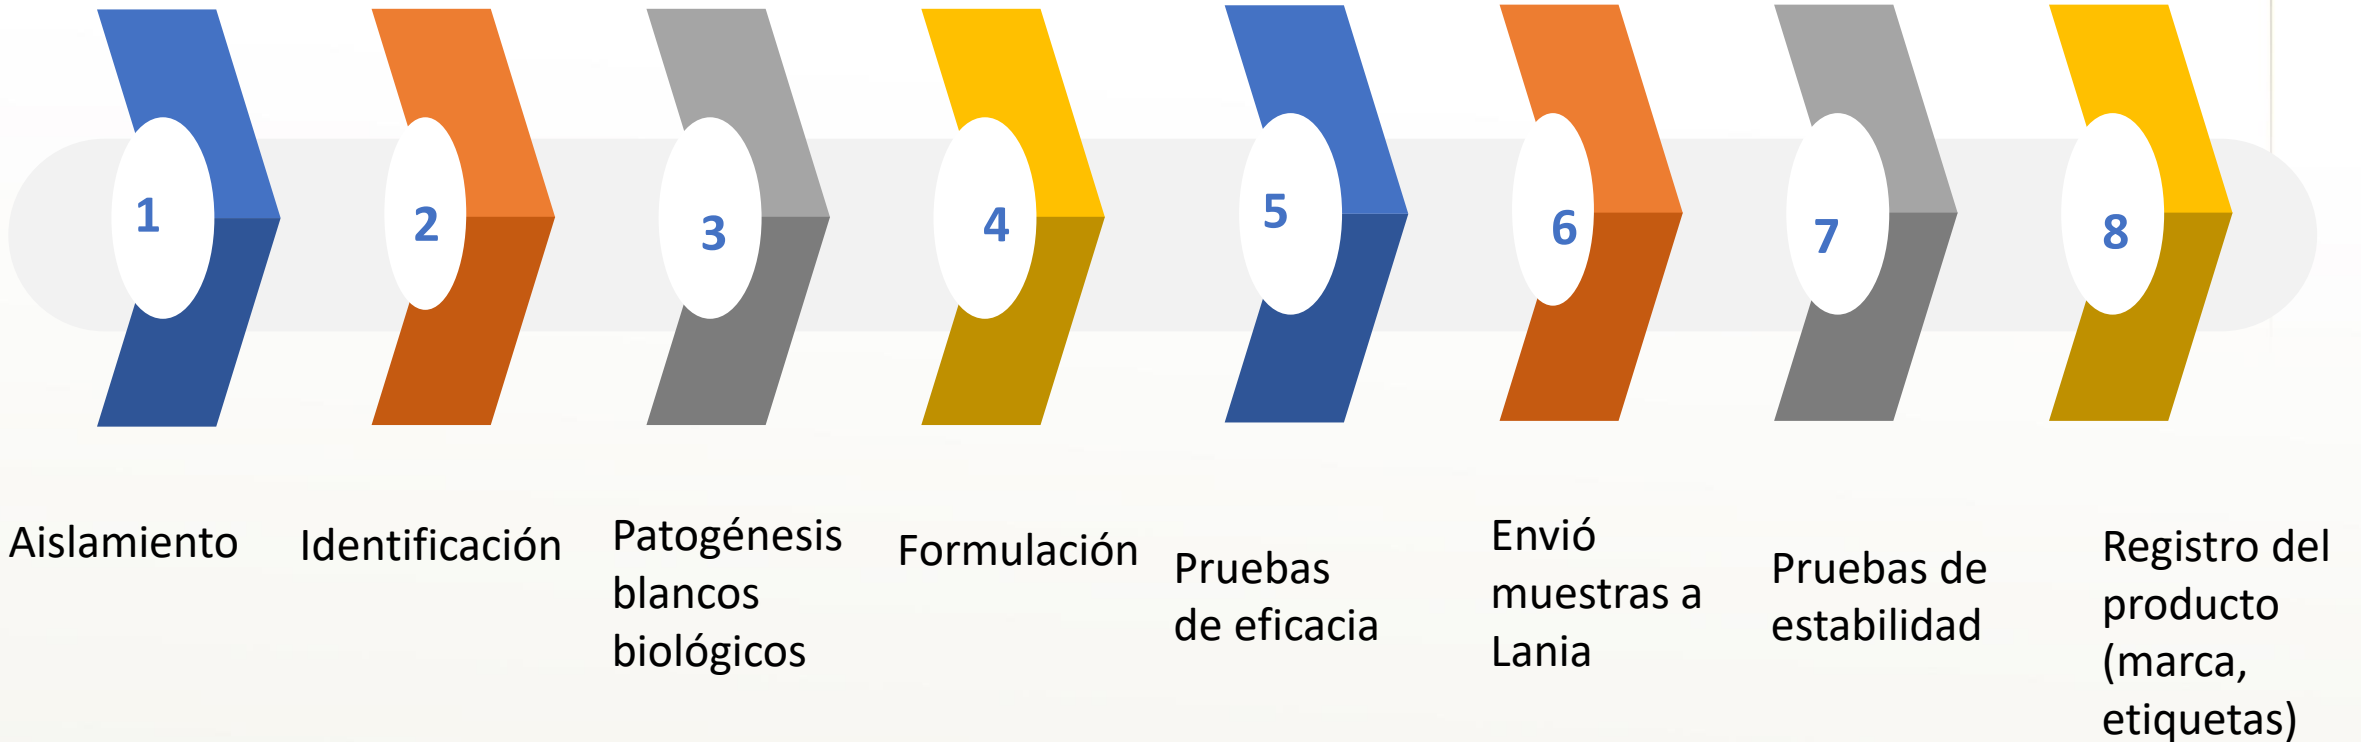 1
2
3
4
5
6
7
8
Aislamiento
Identificación
Patogénesis
blancos
biológicos
Formulación
Pruebas
de eficacia
Envió
muestras a
Lania
Pruebas de
estabilidad
Registro del
producto
(marca,
etiquetas)